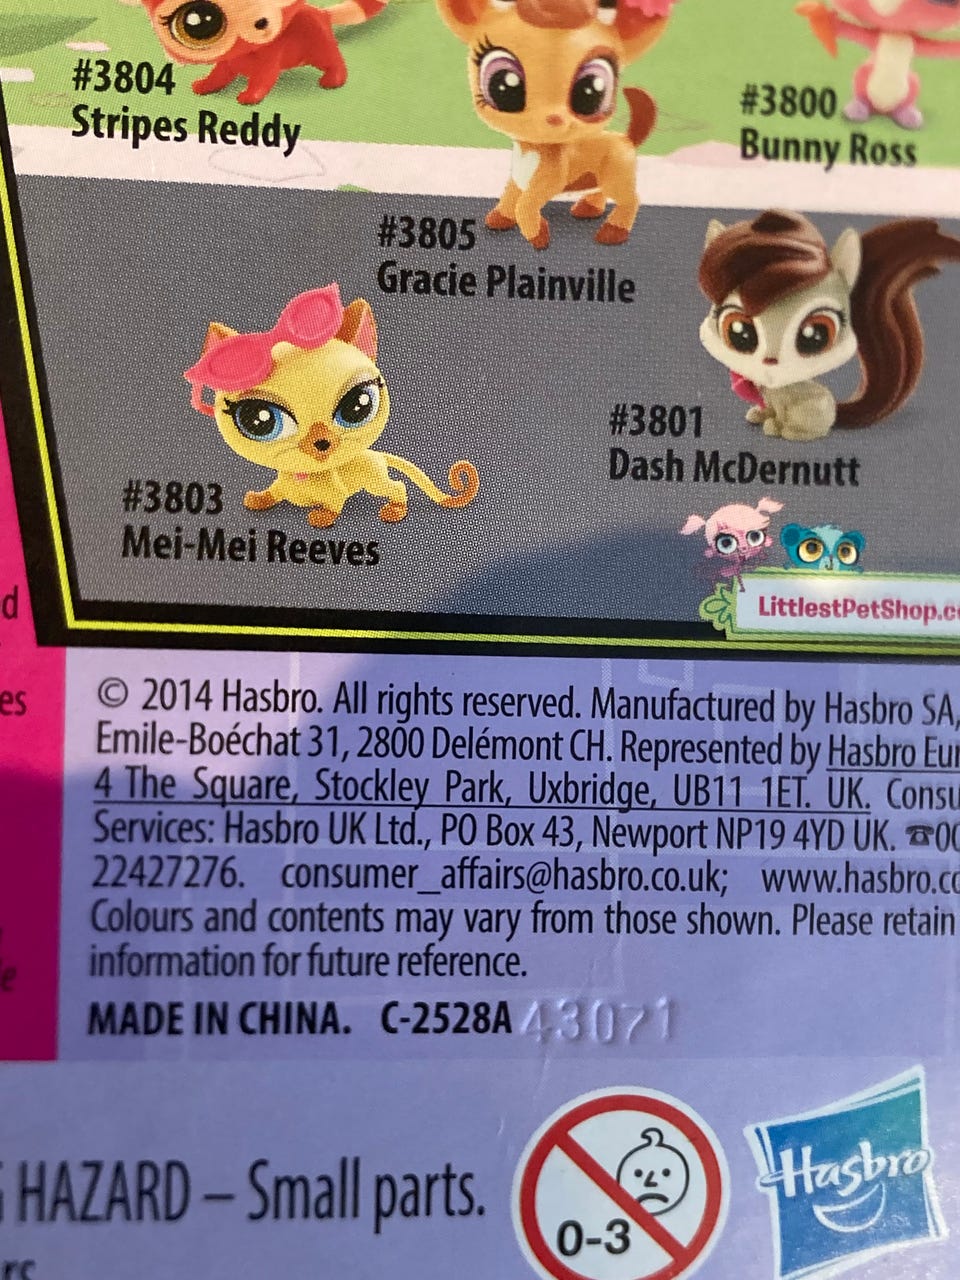 #3804
Stripes Reddy
#3800
Bunny Ross
#3805
Gracie Plainville
#3801
Dash McDernutt
#3803
Mei-Mei Reeves
LittlestPetShop.c
d
es
© 2014 Hasbro. All rights reserved. Manufactured by Hasbro SA,
Emile-Boéchat 31, 2800 Delémont CH. Represented by Hasbro Eur
4 The Square, Stockley Park, Uxbridge, UB11 1ET. UK. Consu
Services: Hasbro UK Ltd., PO Box 43, Newport NP19 4YD UK. ☎00
22427276. consumer_affairs@hasbro.co.uk; www.hasbro.co
Colours and contents may vary from those shown. Please retain
information for future reference.
MADE IN CHINA. C-2528A 43071
HAZARD – Small parts.
0-3
Hasbro
rs